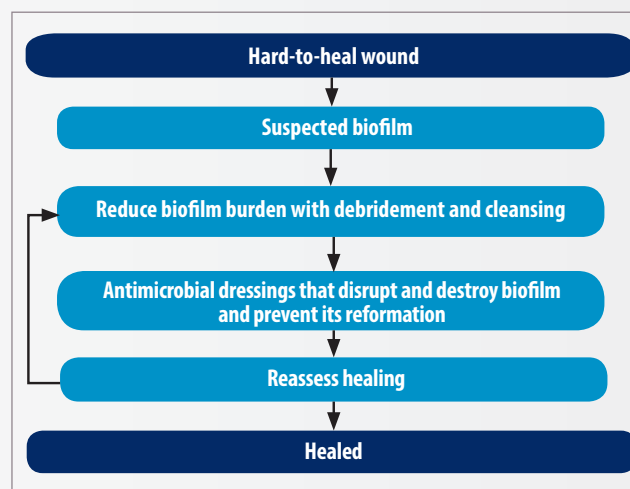 Hard-to-heal wound
Suspected biofilm
Reduce biofilm burden with debridement and cleansing
Antimicrobial dressings that disrupt and destroy biofilm
and prevent its reformation
Reassess healing
Healed